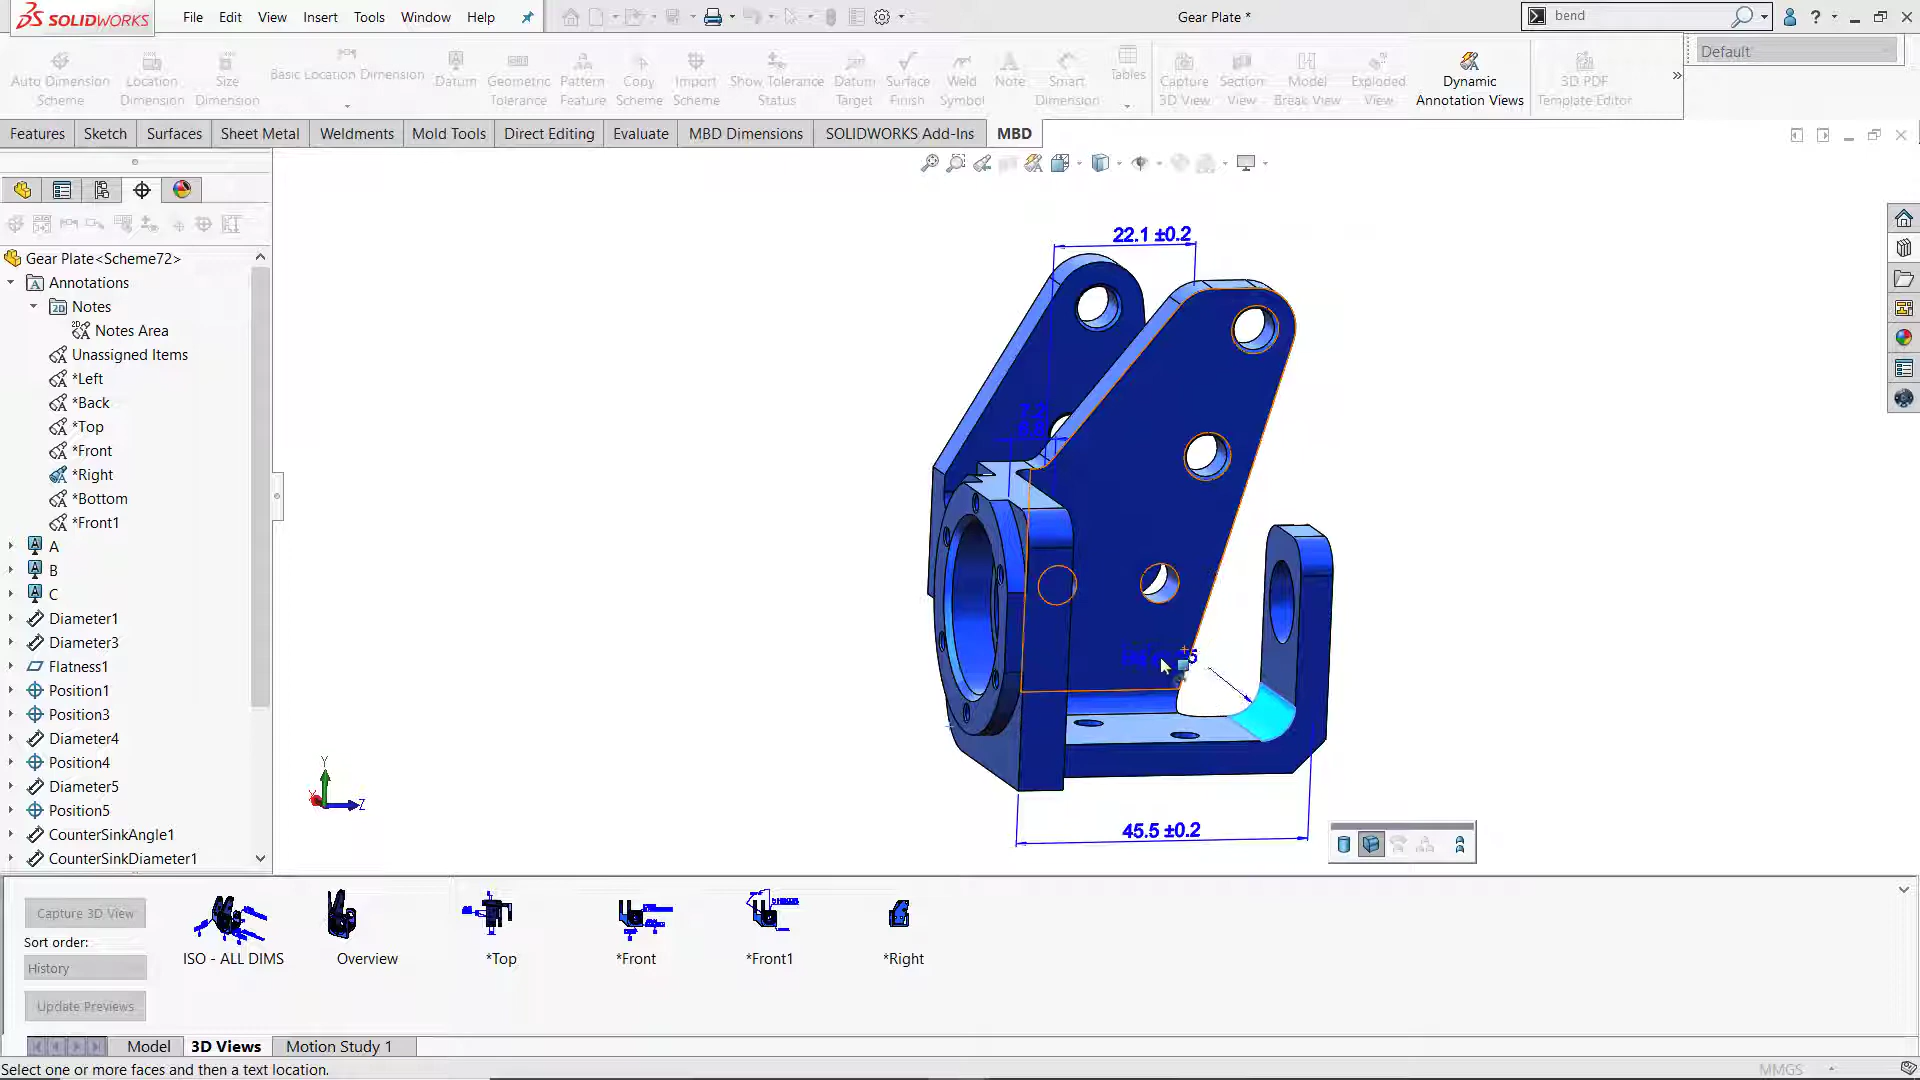 SOLIDWORKS
File Edit View Insert Tools Window Help
Gear Plate *
bend
Default
Auto Dimension Scheme
Location Dimension
Size Dimension
Basic Location Dimension
Datum
Geometric Tolerance
Pattern Feature
Copy Scheme
Import Scheme
Show Tolerance Status
Datum Target
Surface Finish
Weld Symbol
Note
Smart Dimension
Tables
Capture 3D View
Section View
Model Break View
Exploded View
Dynamic Annotation Views
3D PDF Template Editor
Features Sketch Surfaces Sheet Metal Weldments Mold Tools Direct Editing Evaluate MBD Dimensions SOLIDWORKS Add-Ins MBD
Gear Plate<Scheme72>
Annotations
Notes
Notes Area
Unassigned Items
*Left
*Back
*Top
*Front
*Right
*Bottom
*Front1
A
B
C
Diameter1
Diameter3
Flatness1
Position1
Position3
Diameter4
Position4
Diameter5
Position5
CounterSinkAngle1
CounterSinkDiameter1
22.1 ±0.2
7.2
6.8
45.5 ±0.2
Y
X
Z
Capture 3D View
Sort order:
History
Update Previews
ISO - ALL DIMS
Overview
*Top
*Front
*Front1
*Right
Model 3D Views Motion Study 1
Select one or more faces and then a text location.
MMGS